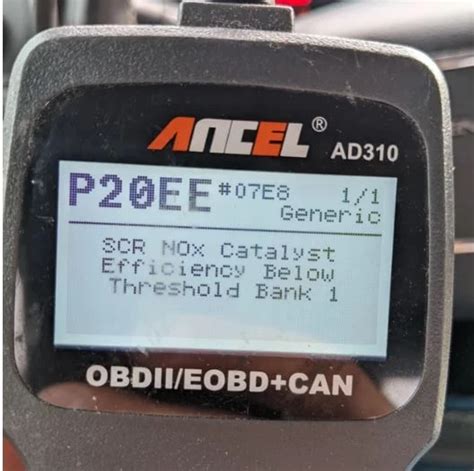 ANCEL®
AD310
P20EE #07E8 1/1
Generic
SCR NOx Catalyst
Efficiency Below
Threshold Bank 1
OBDII/EOBD+CAN